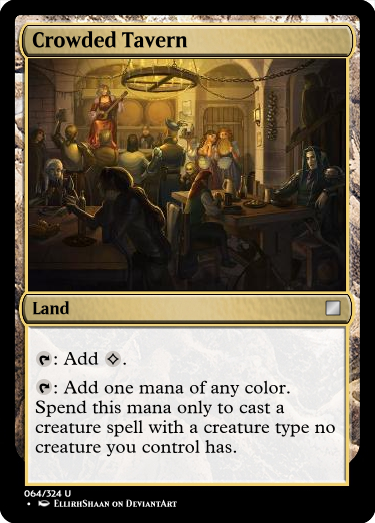 Crowded Tavern
Land
: Add .
: Add one mana of any color.
Spend this mana only to cast a
creature spell with a creature type no
creature you control has.
064/324 U
• EllirhShaan on DeviantArt